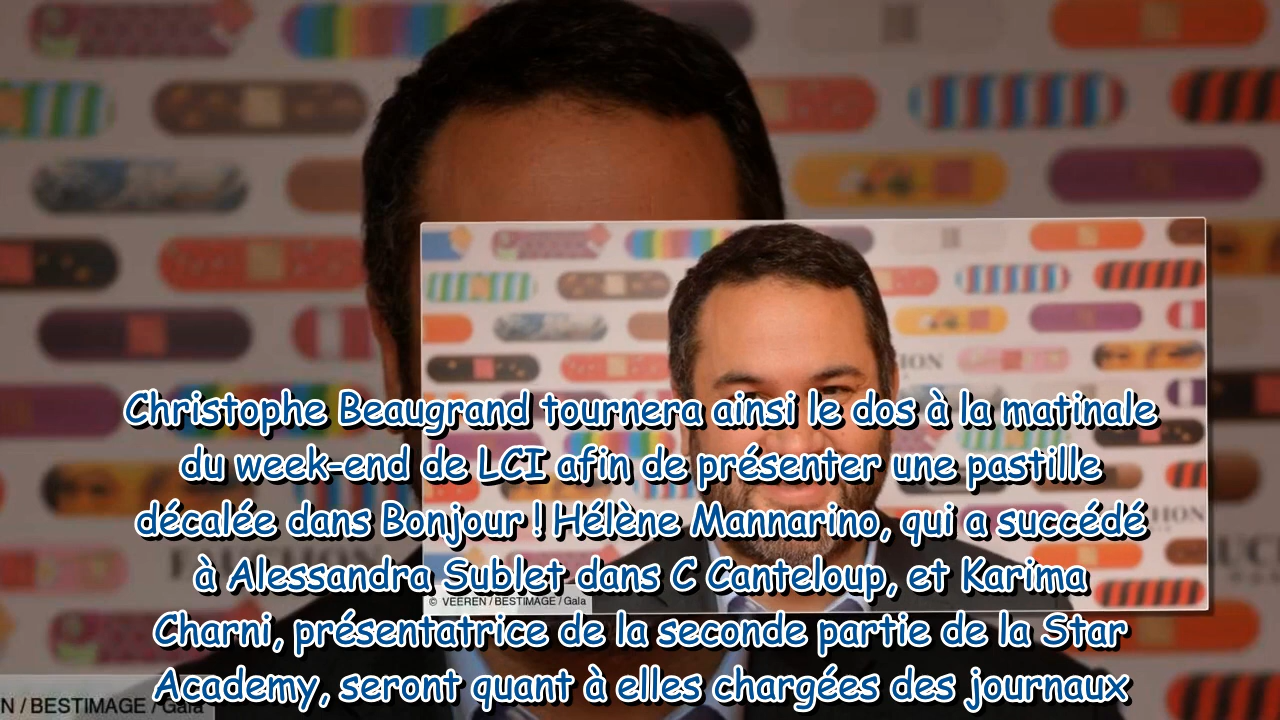 Christophe Beaugrand tournera ainsi le dos à la matinale
du week-end de LCI afin de présenter une pastille
décalée dans Bonjour ! Hélène Mannarino, qui a succédé
à Alessandra Sublet dans C Canteloup, et Karima
© VEEREN / BESTIMAGE / Gala
Charni, présentatrice de la seconde partie de la Star
Academy, seront quant à elles chargées des journaux
N / BESTIMAGE / Gala